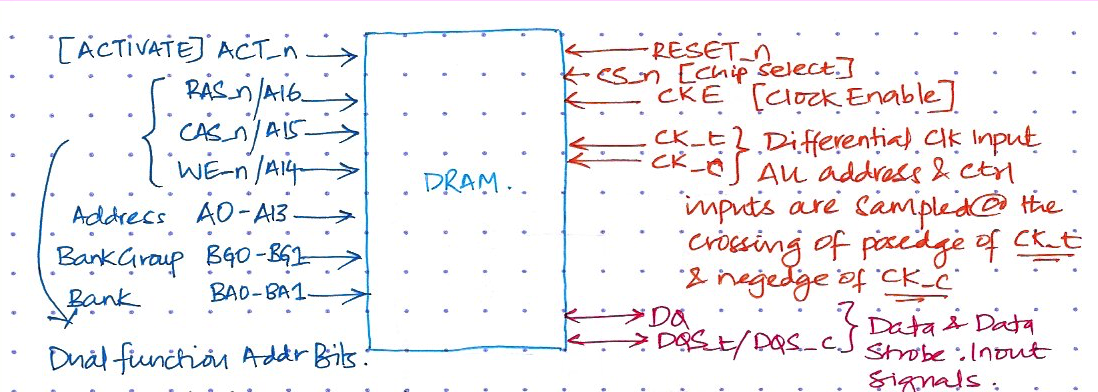 [ACTIVATE] ACT_n
RAS_n/A16
CAS_n/A15
WE-n/A14
Address A0-A13
BankGroup BG0-BG1
Bank BA0-BA1
Dual function Addr Bits.
DRAM.
RESET_n
CS_n [Chip Select]
CKE [Clock Enable]
CK_t } Differential Clk Input
CK_c } All address & ctrl
inputs are sampled @ the
crossing of posedge of CK_t
& negedge of CK_C
DQ
DQS_t/DQS_C
Data & Data
Strobe : Inout
Signals.